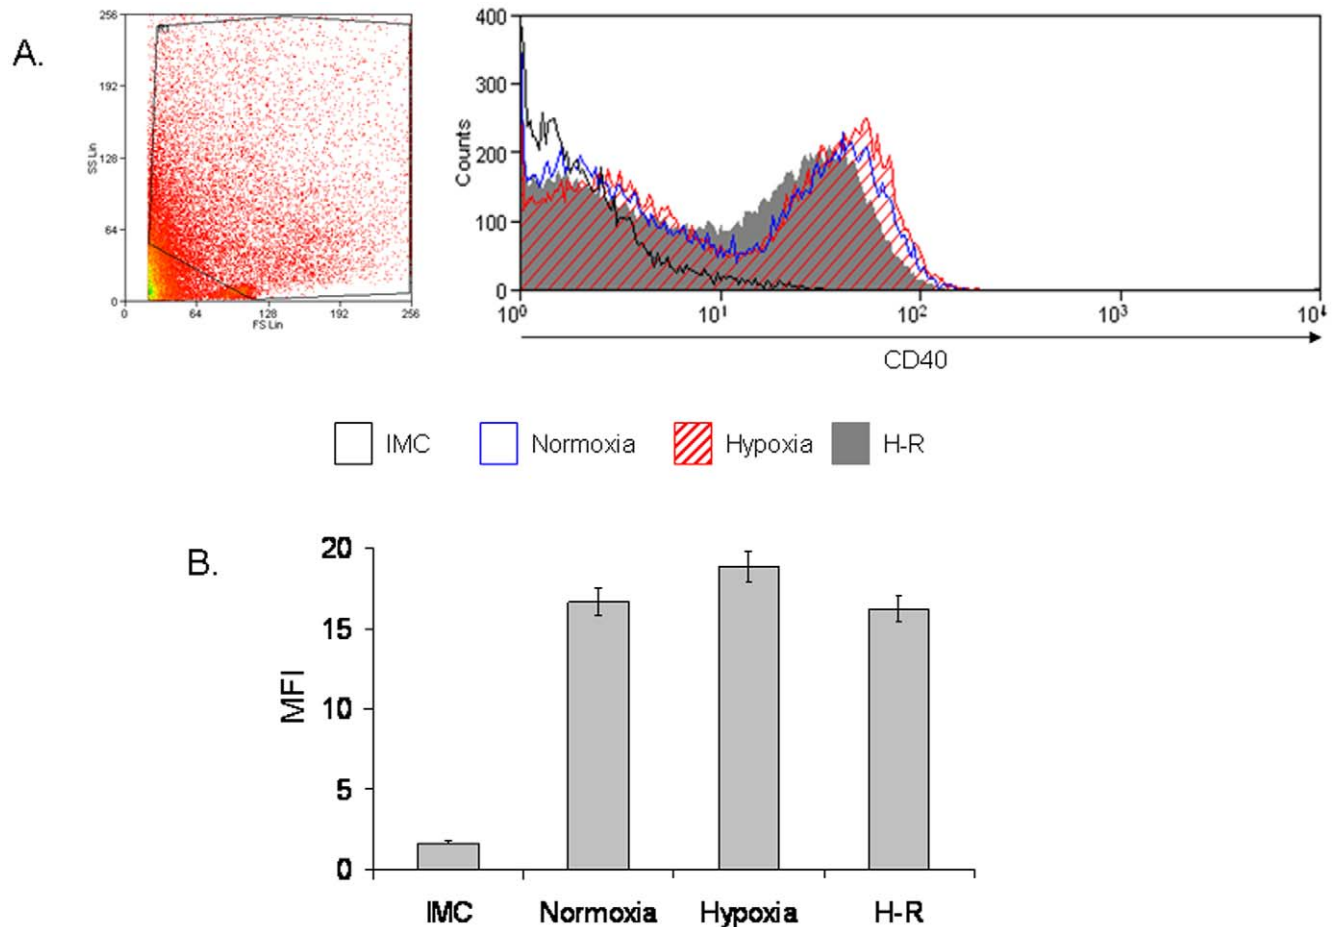 A.
256
192
128
64
0
SS Lin
0 64 128 192 256
FS Lin
400
300
200
100
0
Counts
10⁰ 10¹ 10² 10³ 10⁴
CD40
IMC Normoxia Hypoxia H-R
B.
20
15
10
5
0
MFI
IMC Normoxia Hypoxia H-R